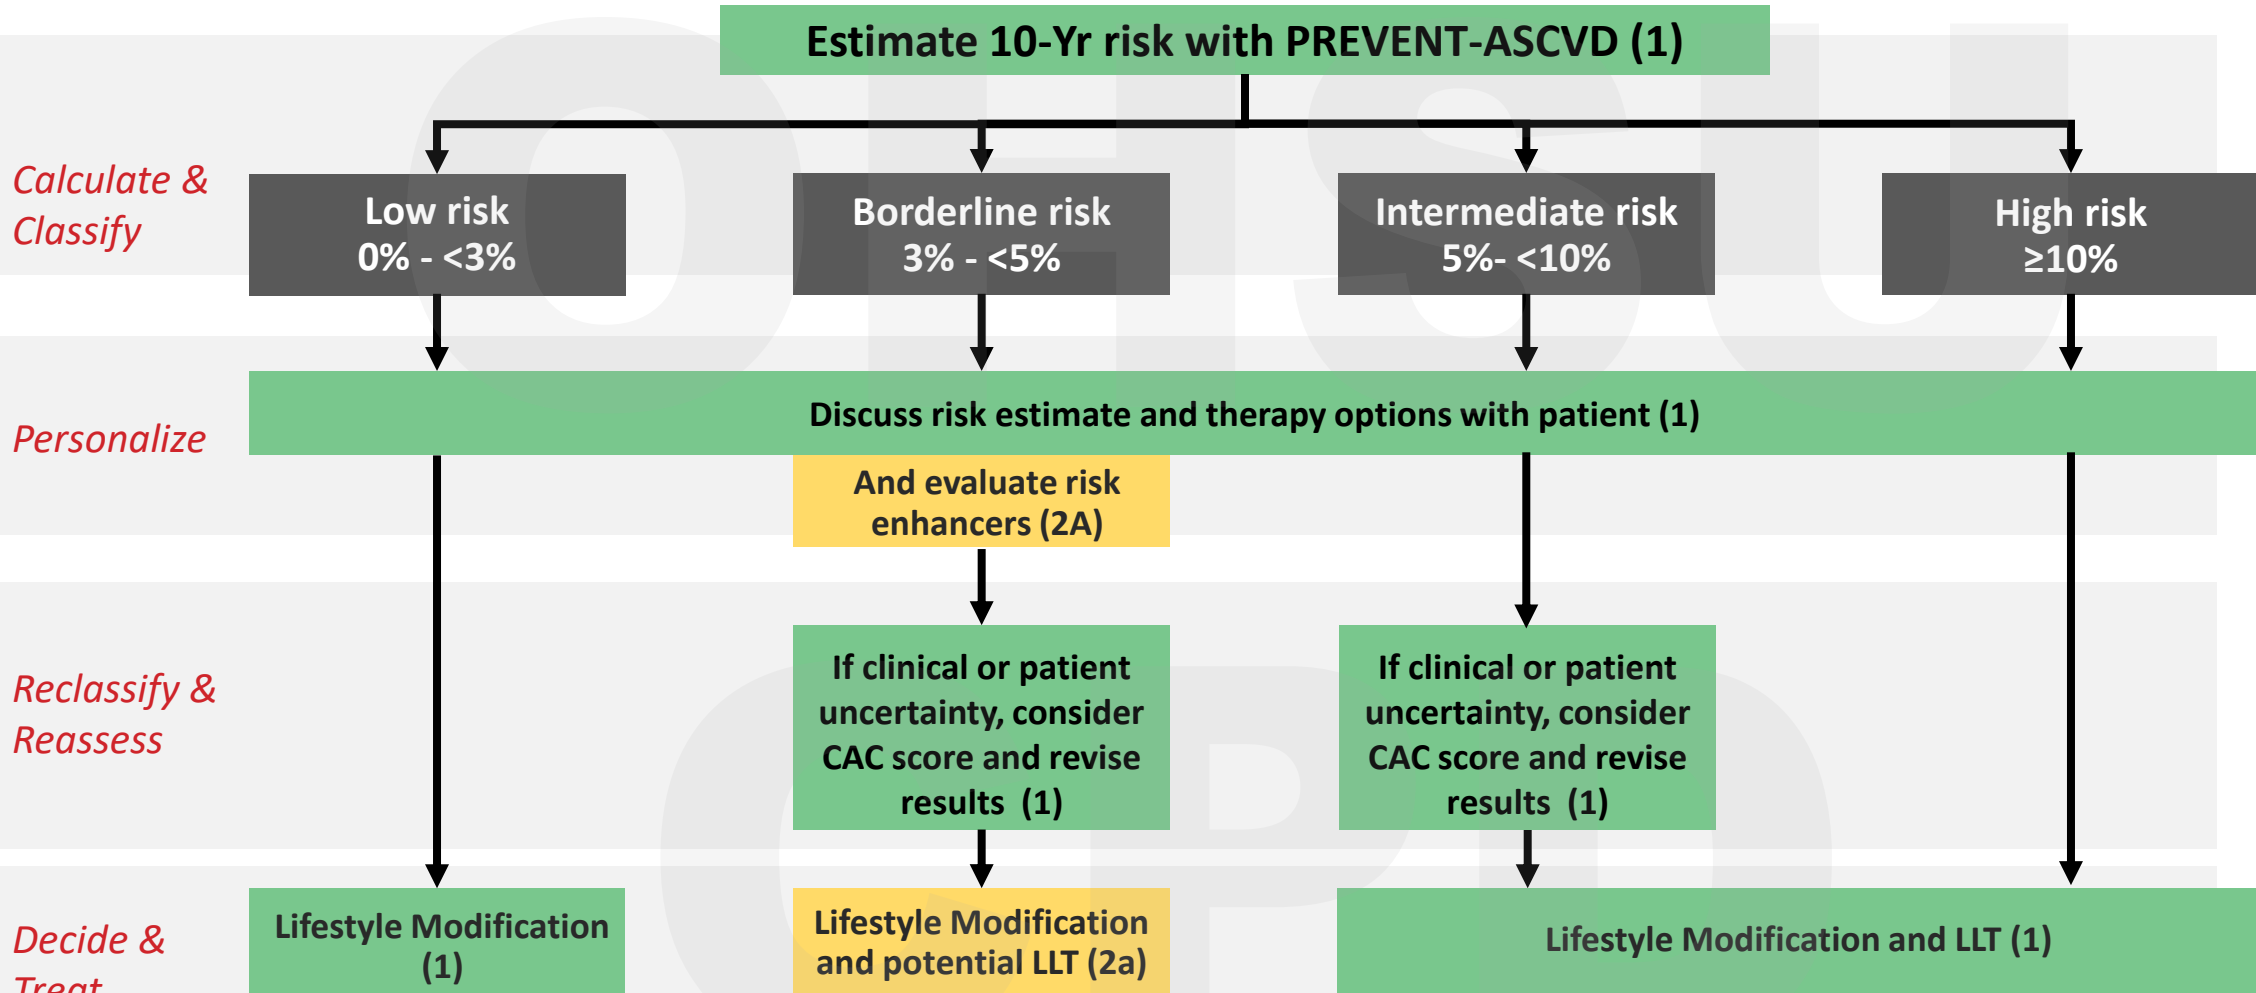 Estimate 10-Yr risk with PREVENT-ASCVD (1)
Calculate &
Classify
Low risk
0% - <3%
Borderline risk
3% - <5%
Intermediate risk
5%- <10%
High risk
≥10%
Personalize
Discuss risk estimate and therapy options with patient (1)
And evaluate risk
enhancers (2A)
Reclassify &
Reassess
If clinical or patient
uncertainty, consider
CAC score and revise
results (1)
If clinical or patient
uncertainty, consider
CAC score and revise
results (1)
Decide &
Treat
Lifestyle Modification
(1)
Lifestyle Modification
and potential LLT (2a)
Lifestyle Modification and LLT (1)
OHSU
CPD